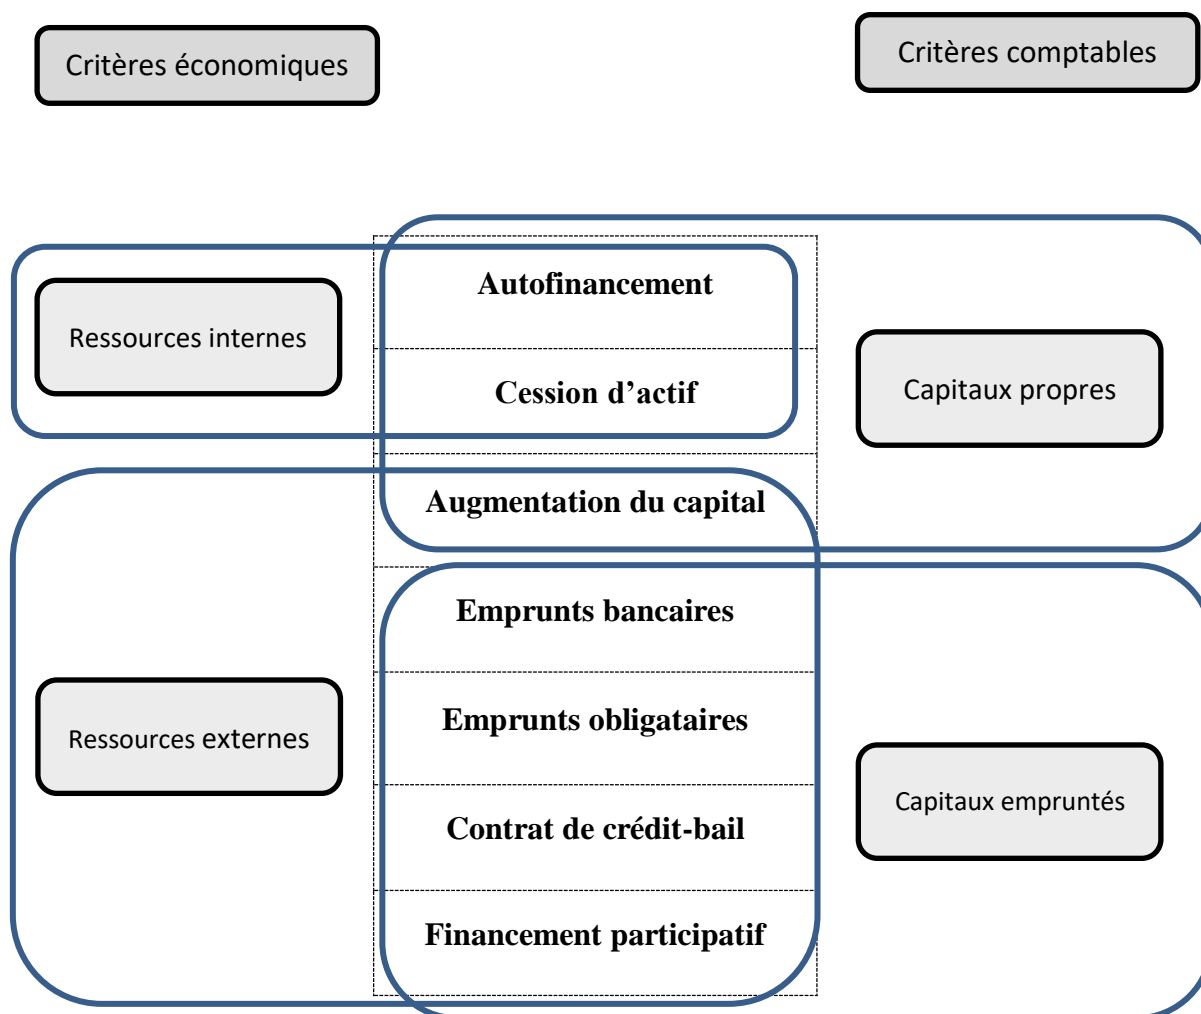 Critères économiques
Critères comptables
Autofinancement
Ressources internes
Cession d’actif
Capitaux propres
Augmentation du capital
Emprunts bancaires
Emprunts obligataires
Ressources externes
Capitaux empruntés
Contrat de crédit-bail
Financement participatif